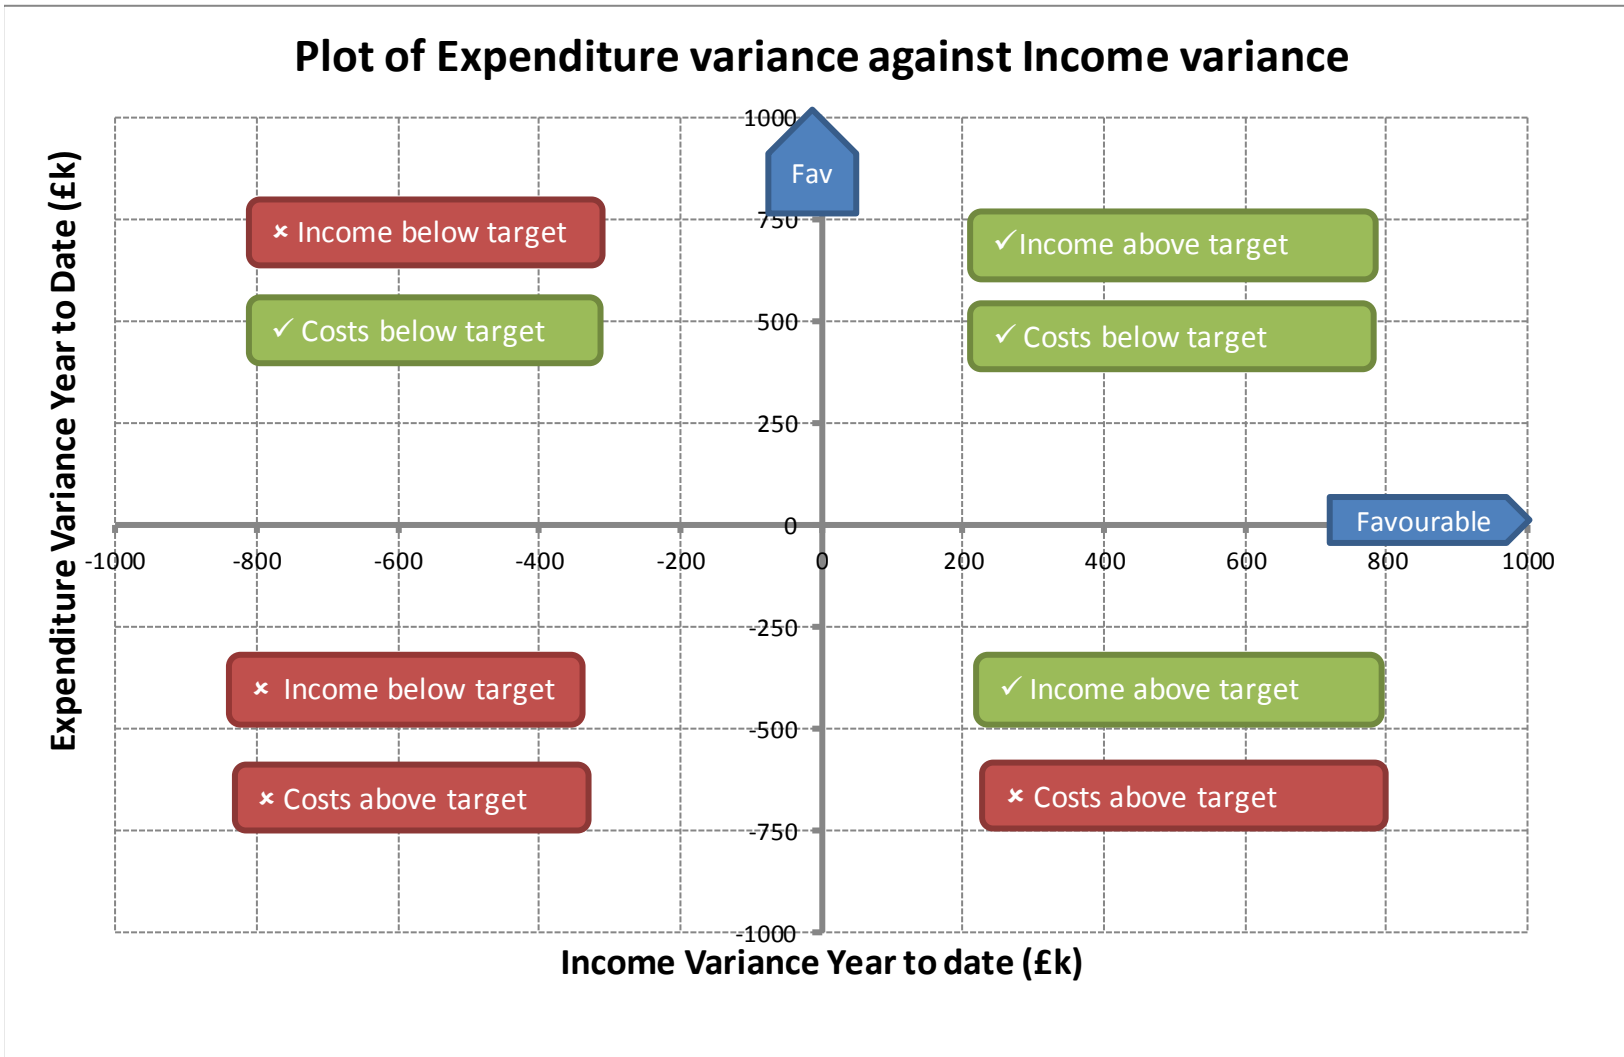 Plot of Expenditure variance against Income variance
Expenditure Variance Year to Date (£k)
1000
Fav
750
× Income below target
✓Income above target
✓ Costs below target
500
✓ Costs below target
250
0
Favourable
-1000 -800 -600 -400 -200 0 200 400 600 800 1000
-250
× Income below target
✓ Income above target
-500
× Costs above target
× Costs above target
-750
-1000
Income Variance Year to date (£k)